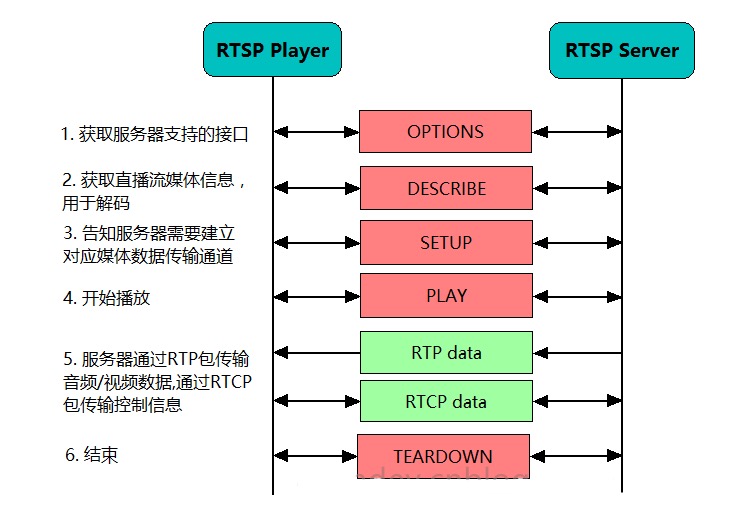 RTSP Player
RTSP Server
1. 获取服务器支持的接口
OPTIONS
2. 获取直播流媒体信息，
用于解码
DESCRIBE
3. 告知服务器需要建立
对应媒体数据传输通道
SETUP
4. 开始播放
PLAY
5. 服务器通过RTP包传输
音频/视频数据,通过RTCP
包传输控制信息
RTP data
RTCP data
6. 结束
TEARDOWN